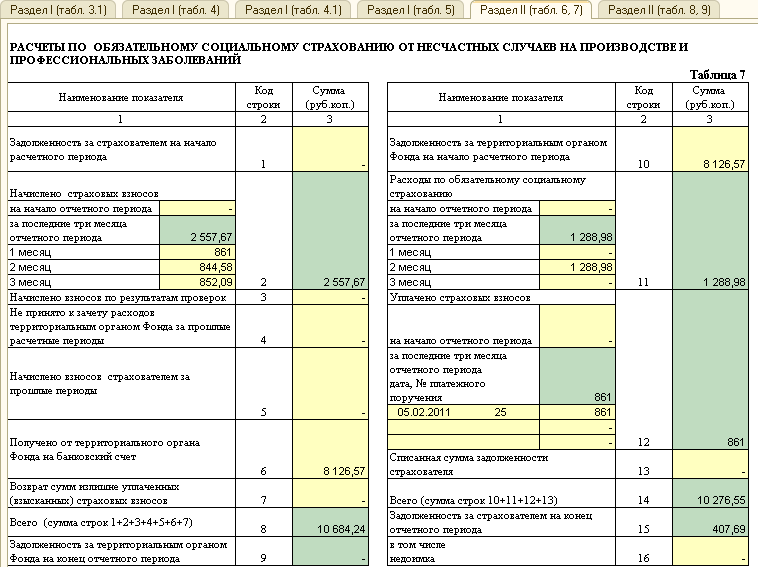 Раздел I (табл. 3.1) Раздел I (табл. 4) Раздел I (табл. 4.1) Раздел I (табл. 5) Раздел II (табл. 6, 7) Раздел II (табл. 8, 9)
РАСЧЕТЫ ПО ОБЯЗАТЕЛЬНОМУ СОЦИАЛЬНОМУ СТРАХОВАНИЮ ОТ НЕСЧАСТНЫХ СЛУЧАЕВ НА ПРОИЗВОДСТВЕ И
ПРОФЕССИОНАЛЬНЫХ ЗАБОЛЕВАНИЙ
Таблица 7
Наименование показателя
Код
строки
Сумма
(руб.коп.)
1 2 3
Задолженность за страхователем на начало
расчетного периода
1 -
Начислено страховых взносов
на начало отчетного периода -
за последние три месяца
отчетного периода 2 557,67
1 месяц 861
2 месяц 844,58
3 месяц 852,09 2 2 557,67
Начислено взносов по результатам проверок 3 -
Не принято к зачету расходов
территориальным органом Фонда за прошлые
расчетные периоды 4 -
Начислено взносов страхователем за
прошлые периоды
5 -
Получено от территориального органа
Фонда на банковский счет
6 8 126,57
Возврат сумм излишне уплаченных
(взысканных) страховых взносов 7 -
Всего (сумма строк 1+2+3+4+5+6+7)
8 10 684,24
Задолженность за территориальным органом
Фонда на конец отчетного периода 9 -
Наименование показателя
Код
строки
Сумма
(руб.коп.)
1 2 3
Задолженность за территориальным органом
Фонда на начало расчетного периода
10 8 126,57
Расходы по обязательному социальному
страхованию
на начало отчетного периода -
за последние три месяца
отчетного периода 1 288,98
1 месяц -
2 месяц 1 288,98
3 месяц - 11 1 288,98
Уплачено страховых взносов
на начало отчетного периода -
за последние три месяца
отчетного периода
дата, № платежного
поручения 861
05.02.2011 25 861
-
- 12 861
Списанная сумма задолженности
страхователя 13 -
Всего (сумма строк 10+11+12+13) 14 10 276,55
Задолженность за страхователем на конец
отчетного периода 15 407,69
в том числе
недоимка 16 -